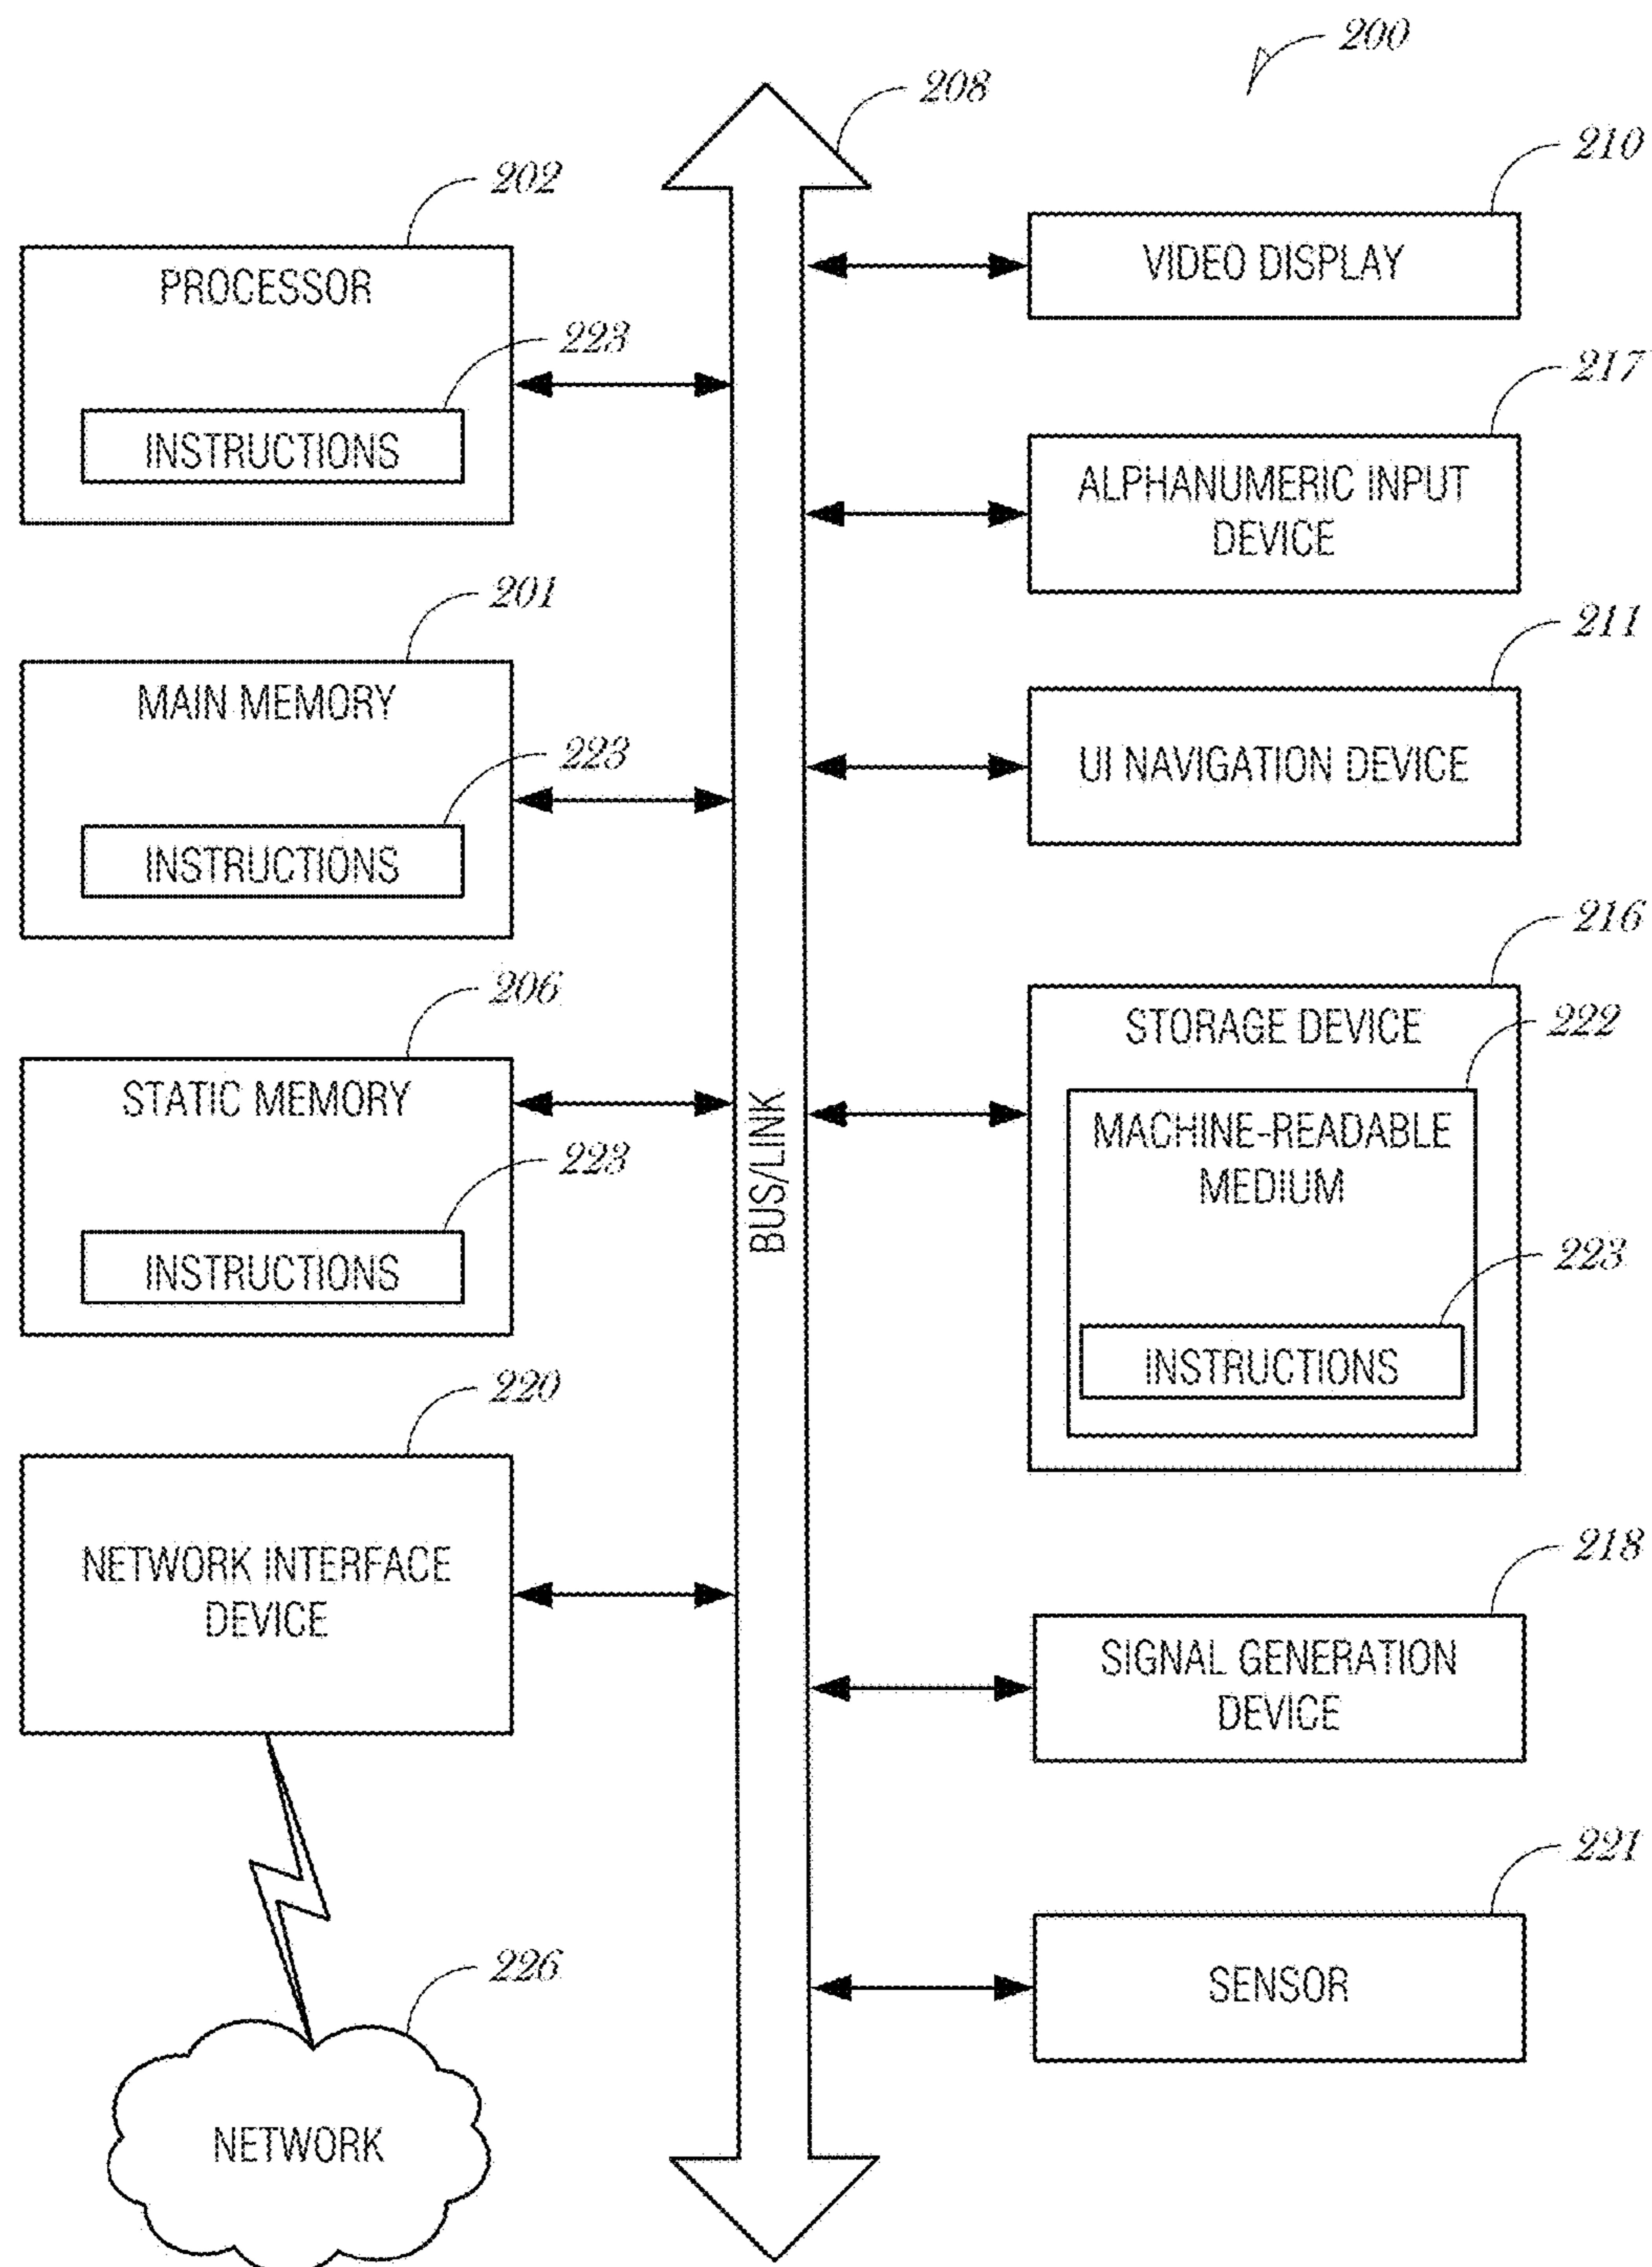 200
208
202
PROCESSOR
223
INSTRUCTIONS
201
MAIN MEMORY
223
INSTRUCTIONS
206
STATIC MEMORY
223
INSTRUCTIONS
220
NETWORK INTERFACE
DEVICE
226
NETWORK
BUS/LINK
210
VIDEO DISPLAY
217
ALPHANUMERIC INPUT
DEVICE
211
UI NAVIGATION DEVICE
216
STORAGE DEVICE
222
MACHINE-READABLE
MEDIUM
223
INSTRUCTIONS
218
SIGNAL GENERATION
DEVICE
221
SENSOR